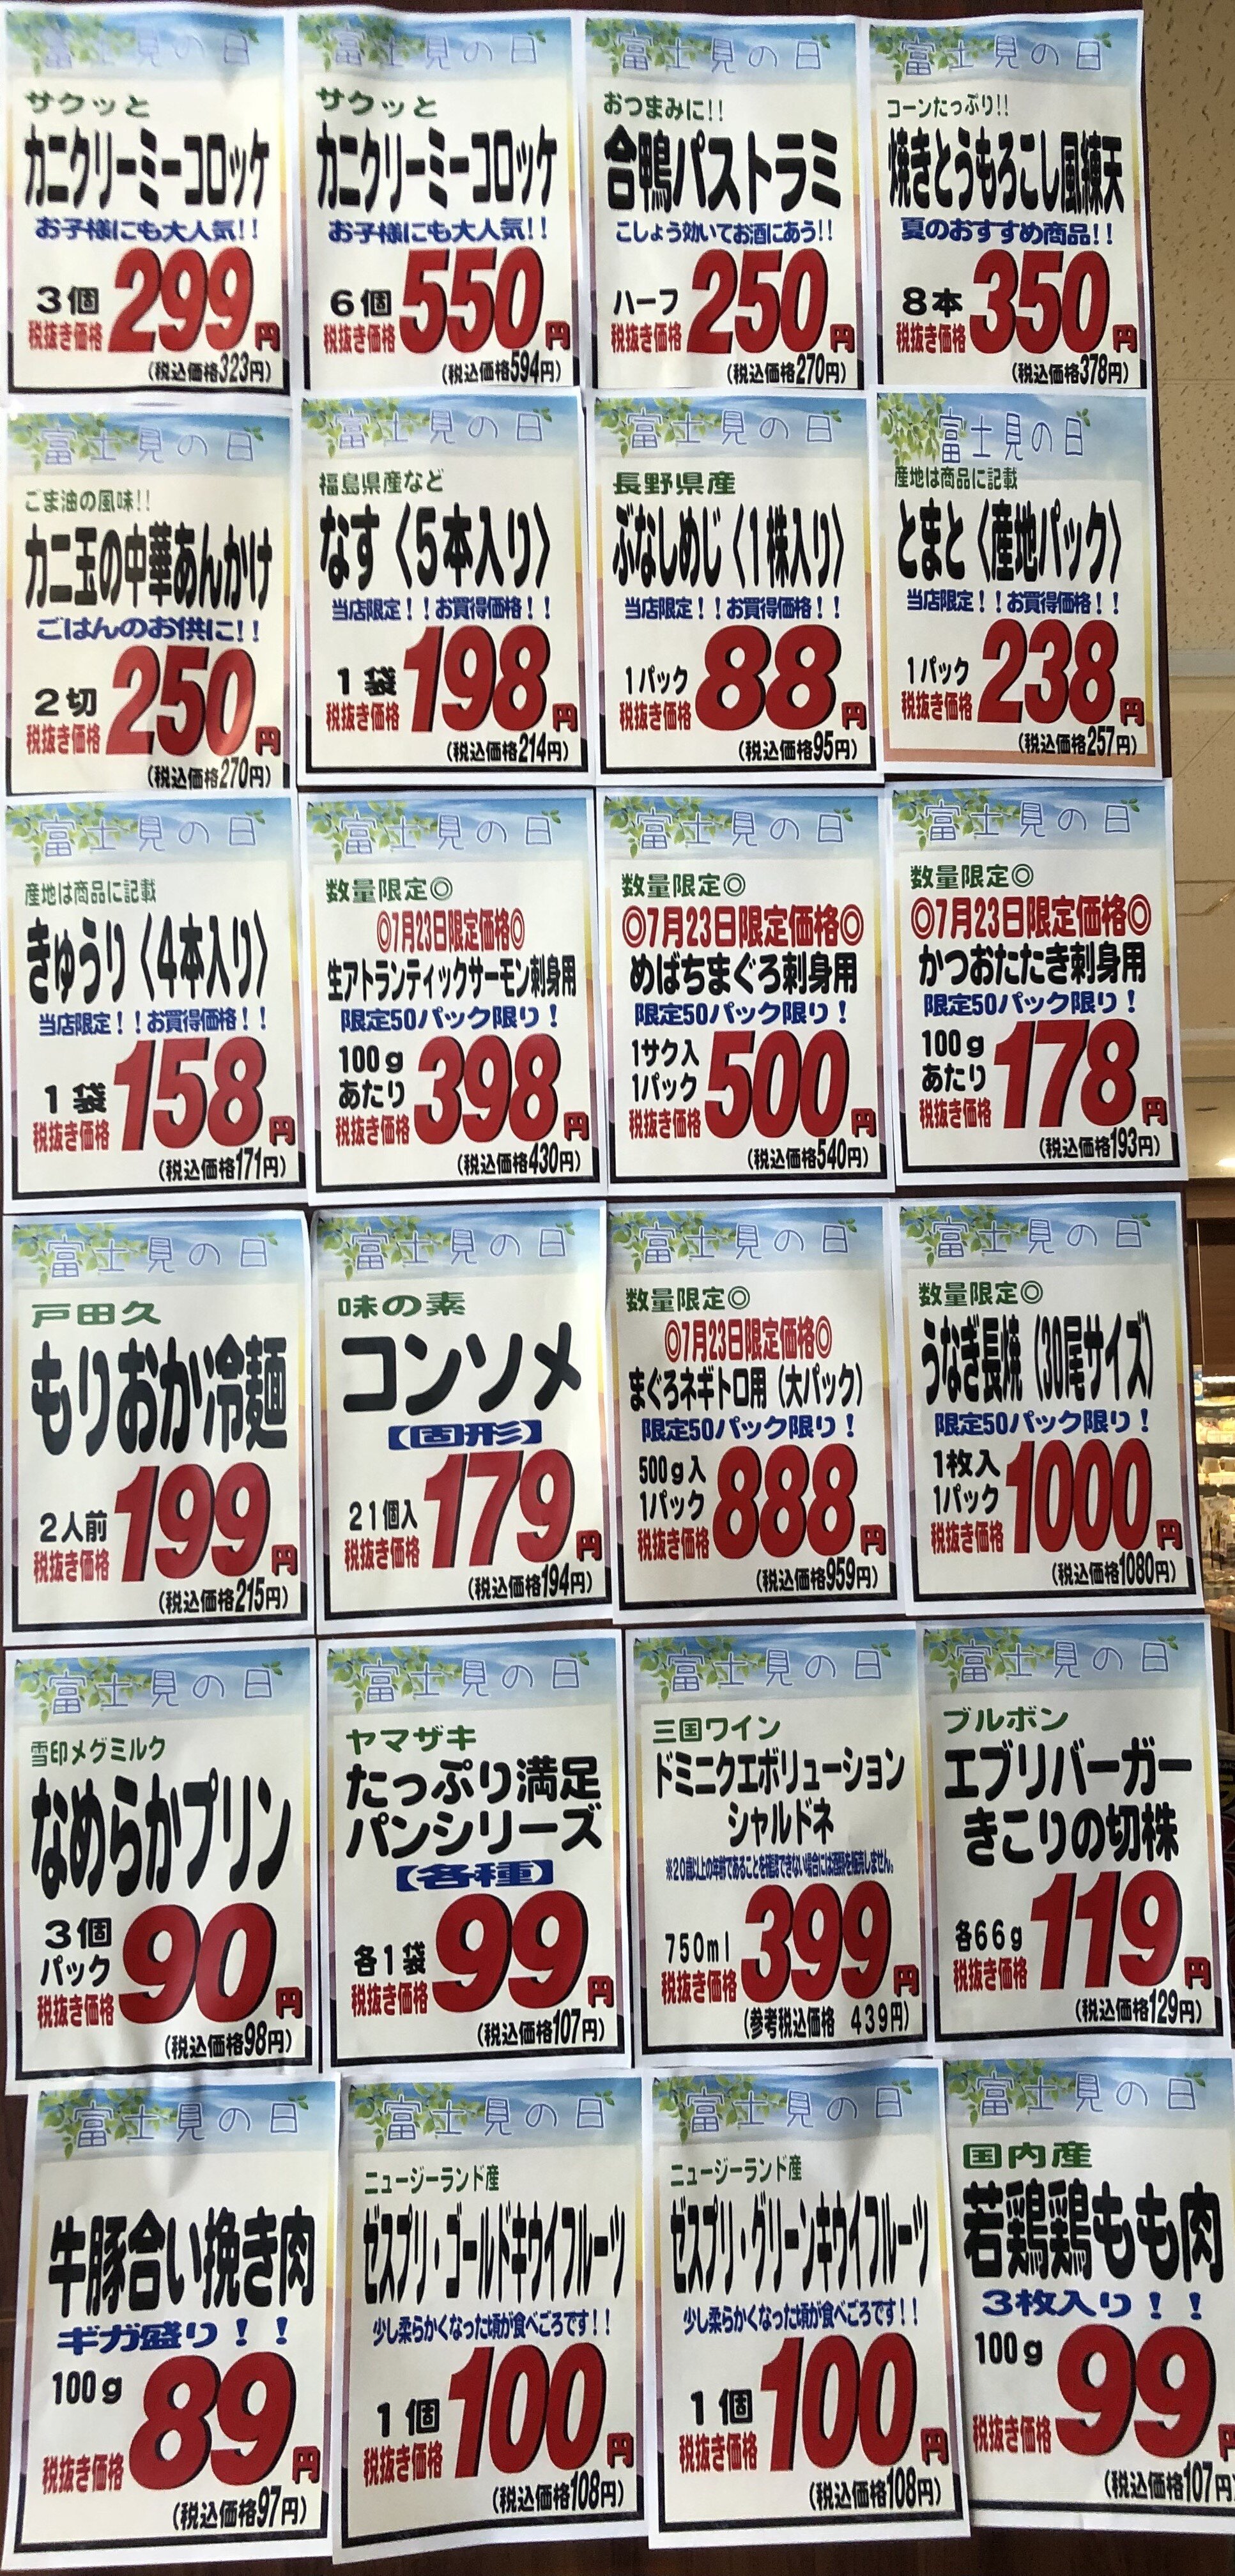 富士見の日
サクッと
カニクリーミーコロッケ
お子様にも大人気!!
3個
税抜き価格
299円
(税込価格323円)
富士見の日
サクッと
カニクリーミーコロッケ
お子様にも大人気!!
6個
税抜き価格
550円
(税込価格594円)
富士見の日
おつまみに!!
合鴨パストラミ
こしょう効いてお酒にあう!!
ハーフ
税抜き価格
250円
(税込価格270円)
富士見の日
コーンたっぷり!!
焼きとうもろこし風練天
夏のおすすめ商品!!
8本
税抜き価格
350円
(税込価格378円)
富士見の日
ごま油の風味!!
カニ玉の中華あんかけ
ごはんのお供に!!
2切
税抜き価格
250円
(税込価格270円)
富士見の日
福島県産など
なす〈5本入り〉
当店限定!!お買得価格!!
1袋
税抜き価格
198円
(税込価格214円)
富士見の日
長野県産
ぶなしめじ〈1株入り〉
当店限定!!お買得価格!!
1パック
税抜き価格
88円
(税込価格95円)
富士見の日
産地は商品に記載
とまと〈産地パック〉
当店限定!!お買得価格!!
1パック
税抜き価格
238円
(税込価格257円)
富士見の日
産地は商品に記載
きゅうり〈4本入り〉
当店限定!!お買得価格!!
1袋
税抜き価格
158円
(税込価格171円)
富士見の日
数量限定◎
◎7月23日限定価格◎
生アトランティックサーモン刺身用
限定50パック限り!
100g
あたり
税抜き価格
398円
(税込価格430円)
富士見の日
数量限定◎
◎7月23日限定価格◎
めばちまぐろ刺身用
限定50パック限り!
1サク入
1パック
税抜き価格
500円
(税込価格540円)
富士見の日
数量限定◎
◎7月23日限定価格◎
かつおたたき刺身用
限定50パック限り!
100g
あたり
税抜き価格
178円
(税込価格193円)
富士見の日
戸田久
もりおか冷麺
2人前
税抜き価格
199円
(税込価格215円)
富士見の日
味の素
コンソメ
【固形】
21個入
税抜き価格
179円
(税込価格194円)
富士見の日
数量限定◎
◎7月23日限定価格◎
まぐろネギトロ用(大パック)
限定50パック限り!
500g入
1パック
税抜き価格
888円
(税込価格959円)
富士見の日
数量限定◎
うなぎ長焼(30尾サイズ)
限定50パック限り!
1枚入
1パック
税抜き価格
1000円
(税込価格1080円)
富士見の日
雪印メグミルク
なめらかプリン
3個
パック
税抜き価格
90円
(税込価格98円)
富士見の日
ヤマザキ
たっぷり満足
パンシリーズ
【各種】
各1袋
税抜き価格
99円
(税込価格107円)
富士見の日
三国ワイン
ドミニクエボリューション
シャルドネ
※20歳以上の年齢であることを確認できない場合には酒類を販売しません。
750ml
税抜き価格
399円
(参考税込価格 439円)
富士見の日
ブルボン
エブリバーガー
きこりの切株
各66g
税抜き価格
119円
(税込価格129円)
富士見の日
牛豚合い挽き肉
ギガ盛り!!
100g
税抜き価格
89円
(税込価格97円)
富士見の日
ニュージーランド産
ゼスプリ・ゴールドキウイフルーツ
少し柔らかくなった頃が食べごろです!!
1個
税抜き価格
100円
(税込価格108円)
富士見の日
ニュージーランド産
ゼスプリ・グリーンキウイフルーツ
少し柔らかくなった頃が食べごろです!!
1個
税抜き価格
100円
(税込価格108円)
富士見の日
国内産
若鶏鶏もも肉
3枚入り!!
100g
税抜き価格
99円
(税込価格107円)